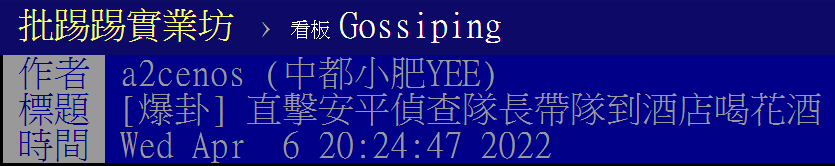 批踢踢實業坊 › 看板 Gossiping
作者 a2cenos (中都小肥YEE)
標題 [爆卦] 直擊安平偵查隊長帶隊到酒店喝花酒
時間 Wed Apr  6 20:24:47 2022